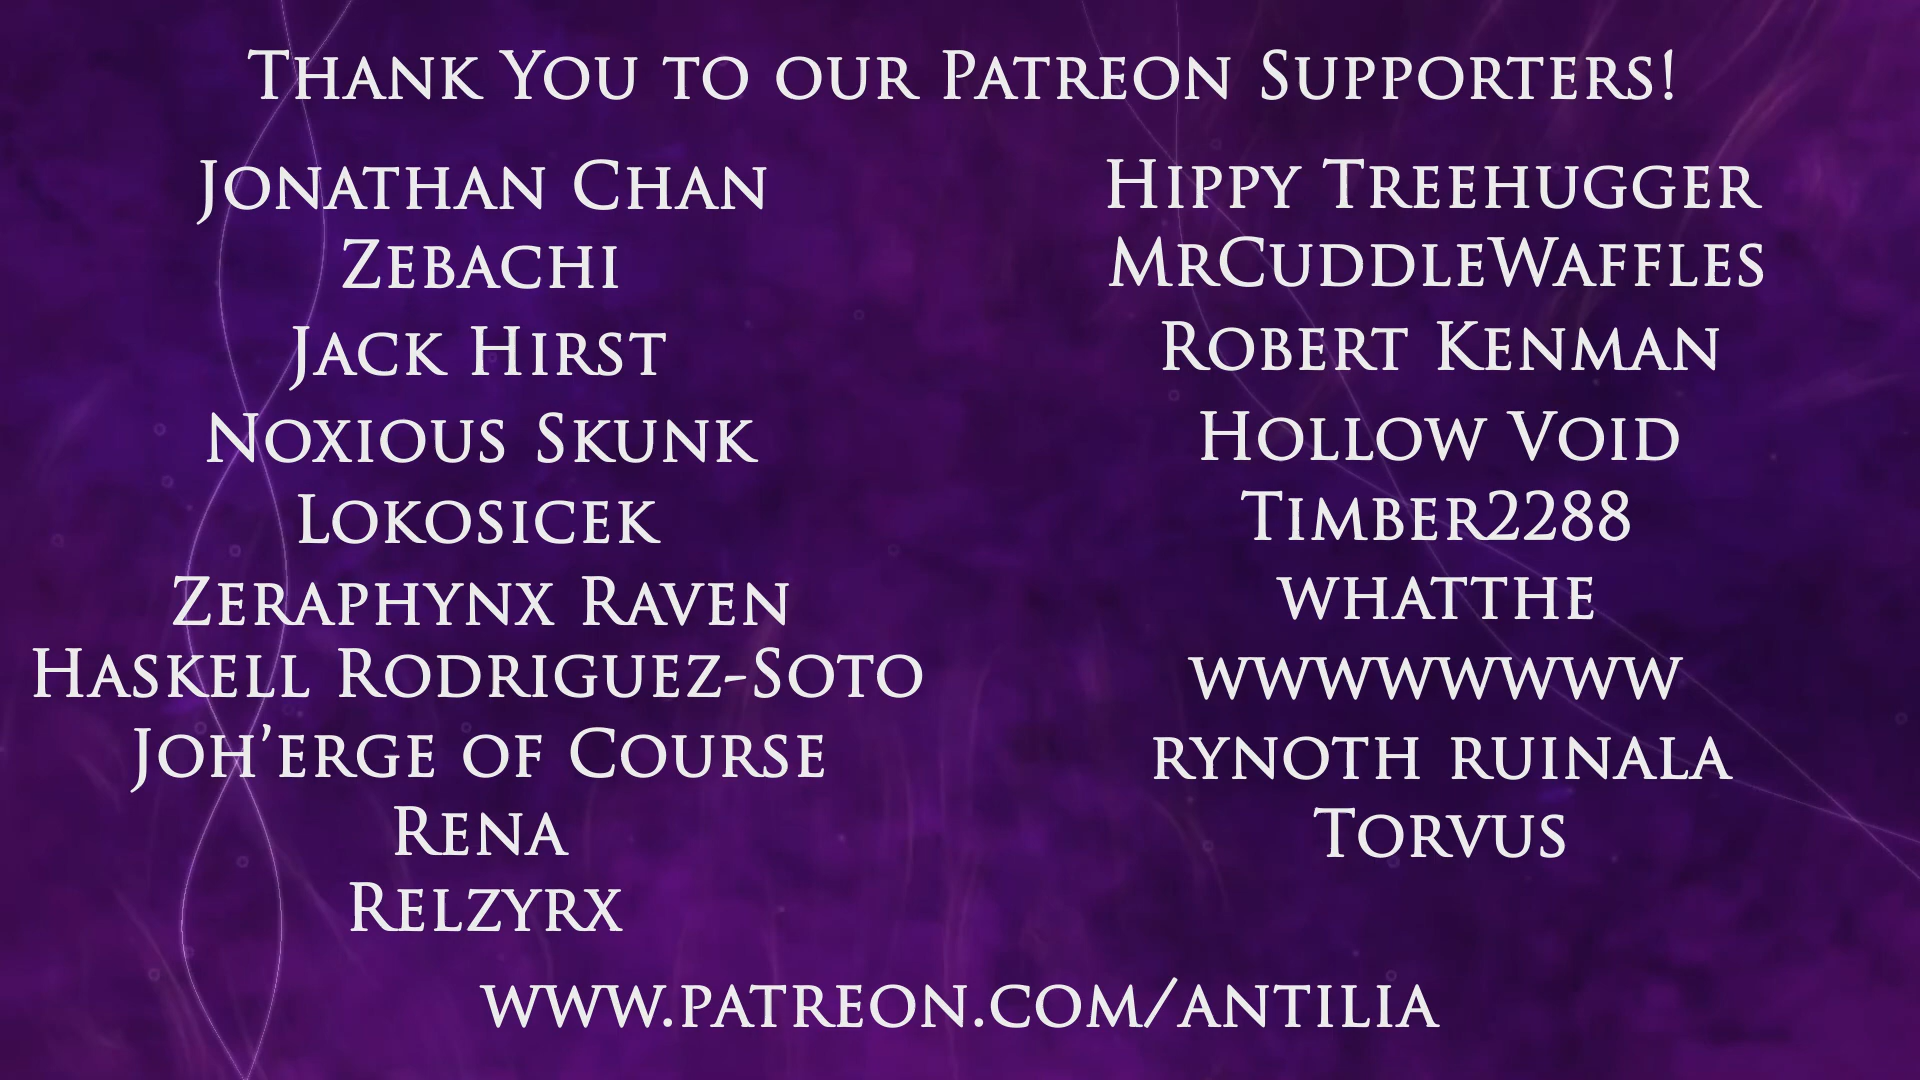 Thank You to our Patreon Supporters!
Jonathan Chan
Zebachi
Jack Hirst
Noxious Skunk
Lokosicek
Zeraphynx Raven
Haskell Rodriguez-Soto
Joh'erge of Course
Rena
Relzyrx
Hippy Treehugger
MrCuddleWaffles
Robert Kenman
Hollow Void
Timber2288
whatthe
wwwwwwwww
rynoth ruinala
Torvus
www.patreon.com/antilia